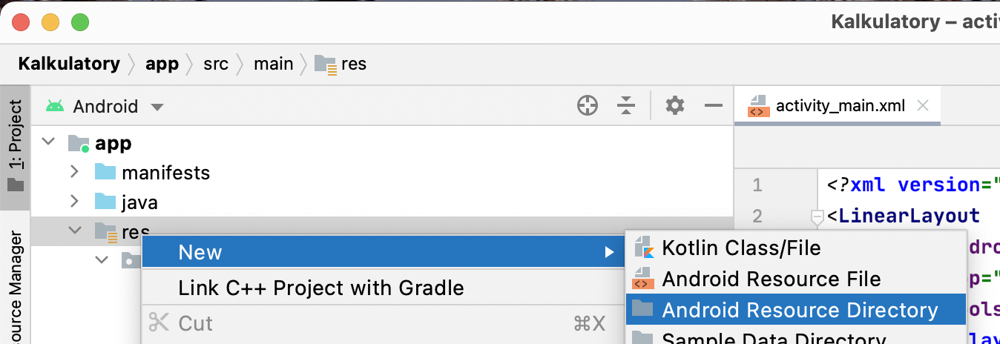 Kalkulatory – acti
Kalkulatory app src main res
1: Project
Android
activity_main.xml
app
manifests
java
res
New
Link C++ Project with Gradle
Cut ⌘X
Kotlin Class/File
Android Resource File
Android Resource Directory
Sample Data Directory
1 <?xml version="
2 <LinearLayout
dro
p="
ols
lay
ource Manager